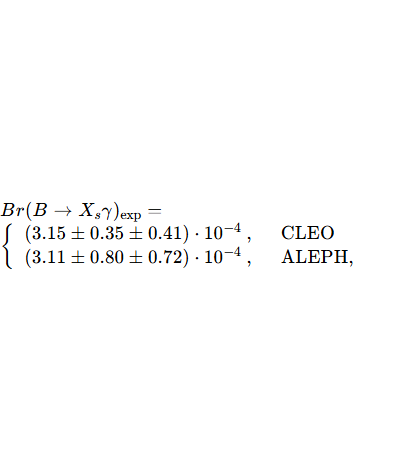 Br(B → X_sγ)_exp =
{ (3.15 ± 0.35 ± 0.41) · 10^−4 , CLEO
(3.11 ± 0.80 ± 0.72) · 10^−4 , ALEPH,